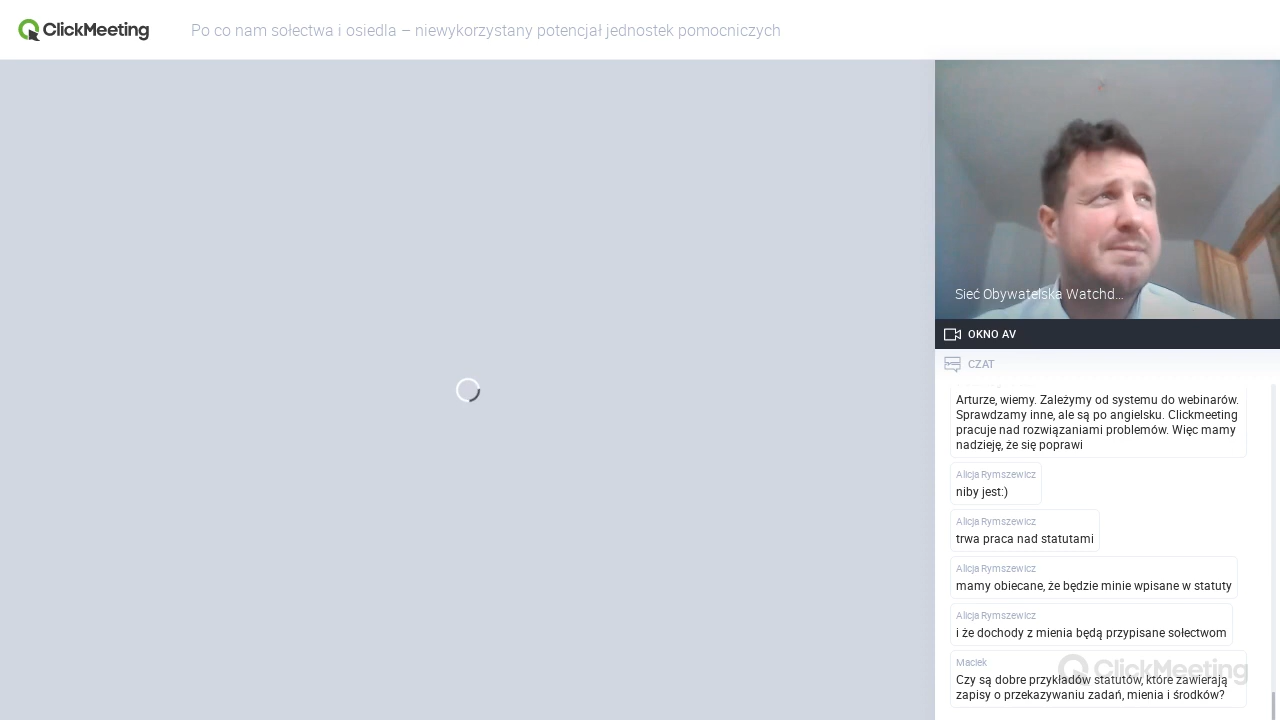 ClickMeeting
Po co nam sołectwa i osiedla – niewykorzystany potencjał jednostek pomocniczych
Sieć Obywatelska Watchd...
OKNO AV
CZAT
Arturze, wiemy. Zależymy od systemu do webinarów.
Sprawdzamy inne, ale są po angielsku. Clickmeeting
pracuje nad rozwiązaniami problemów. Więc mamy
nadzieję, że się poprawi
Alicja Rymszewicz
niby jest:)
Alicja Rymszewicz
trwa praca nad statutami
Alicja Rymszewicz
mamy obiecane, że będzie minie wpisane w statuty
Alicja Rymszewicz
i że dochody z mienia będą przypisane sołectwom
Maciek
Czy są dobre przykładów statutów, które zawierają
zapisy o przekazywaniu zadań, mienia i środków?
ClickMeeting